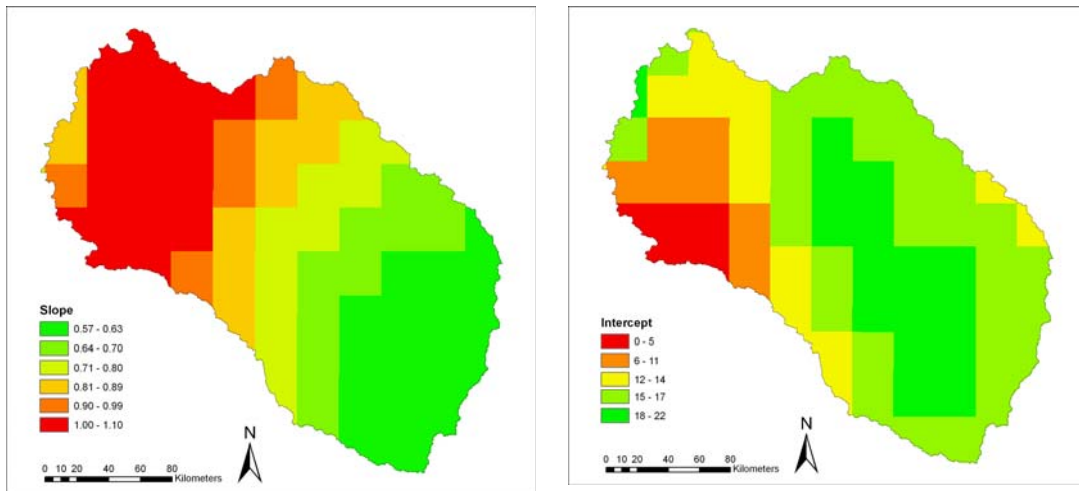 Slope
0.57 - 0.63
0.64 - 0.70
0.71 - 0.80
0.81 - 0.89
0.90 - 0.99
1.00 - 1.10
N
0 10 20 40 60 80
Kilometers
Intercept
0 - 5
6 - 11
12 - 14
15 - 17
18 - 22
N
0 10 20 40 60 80
Kilometers